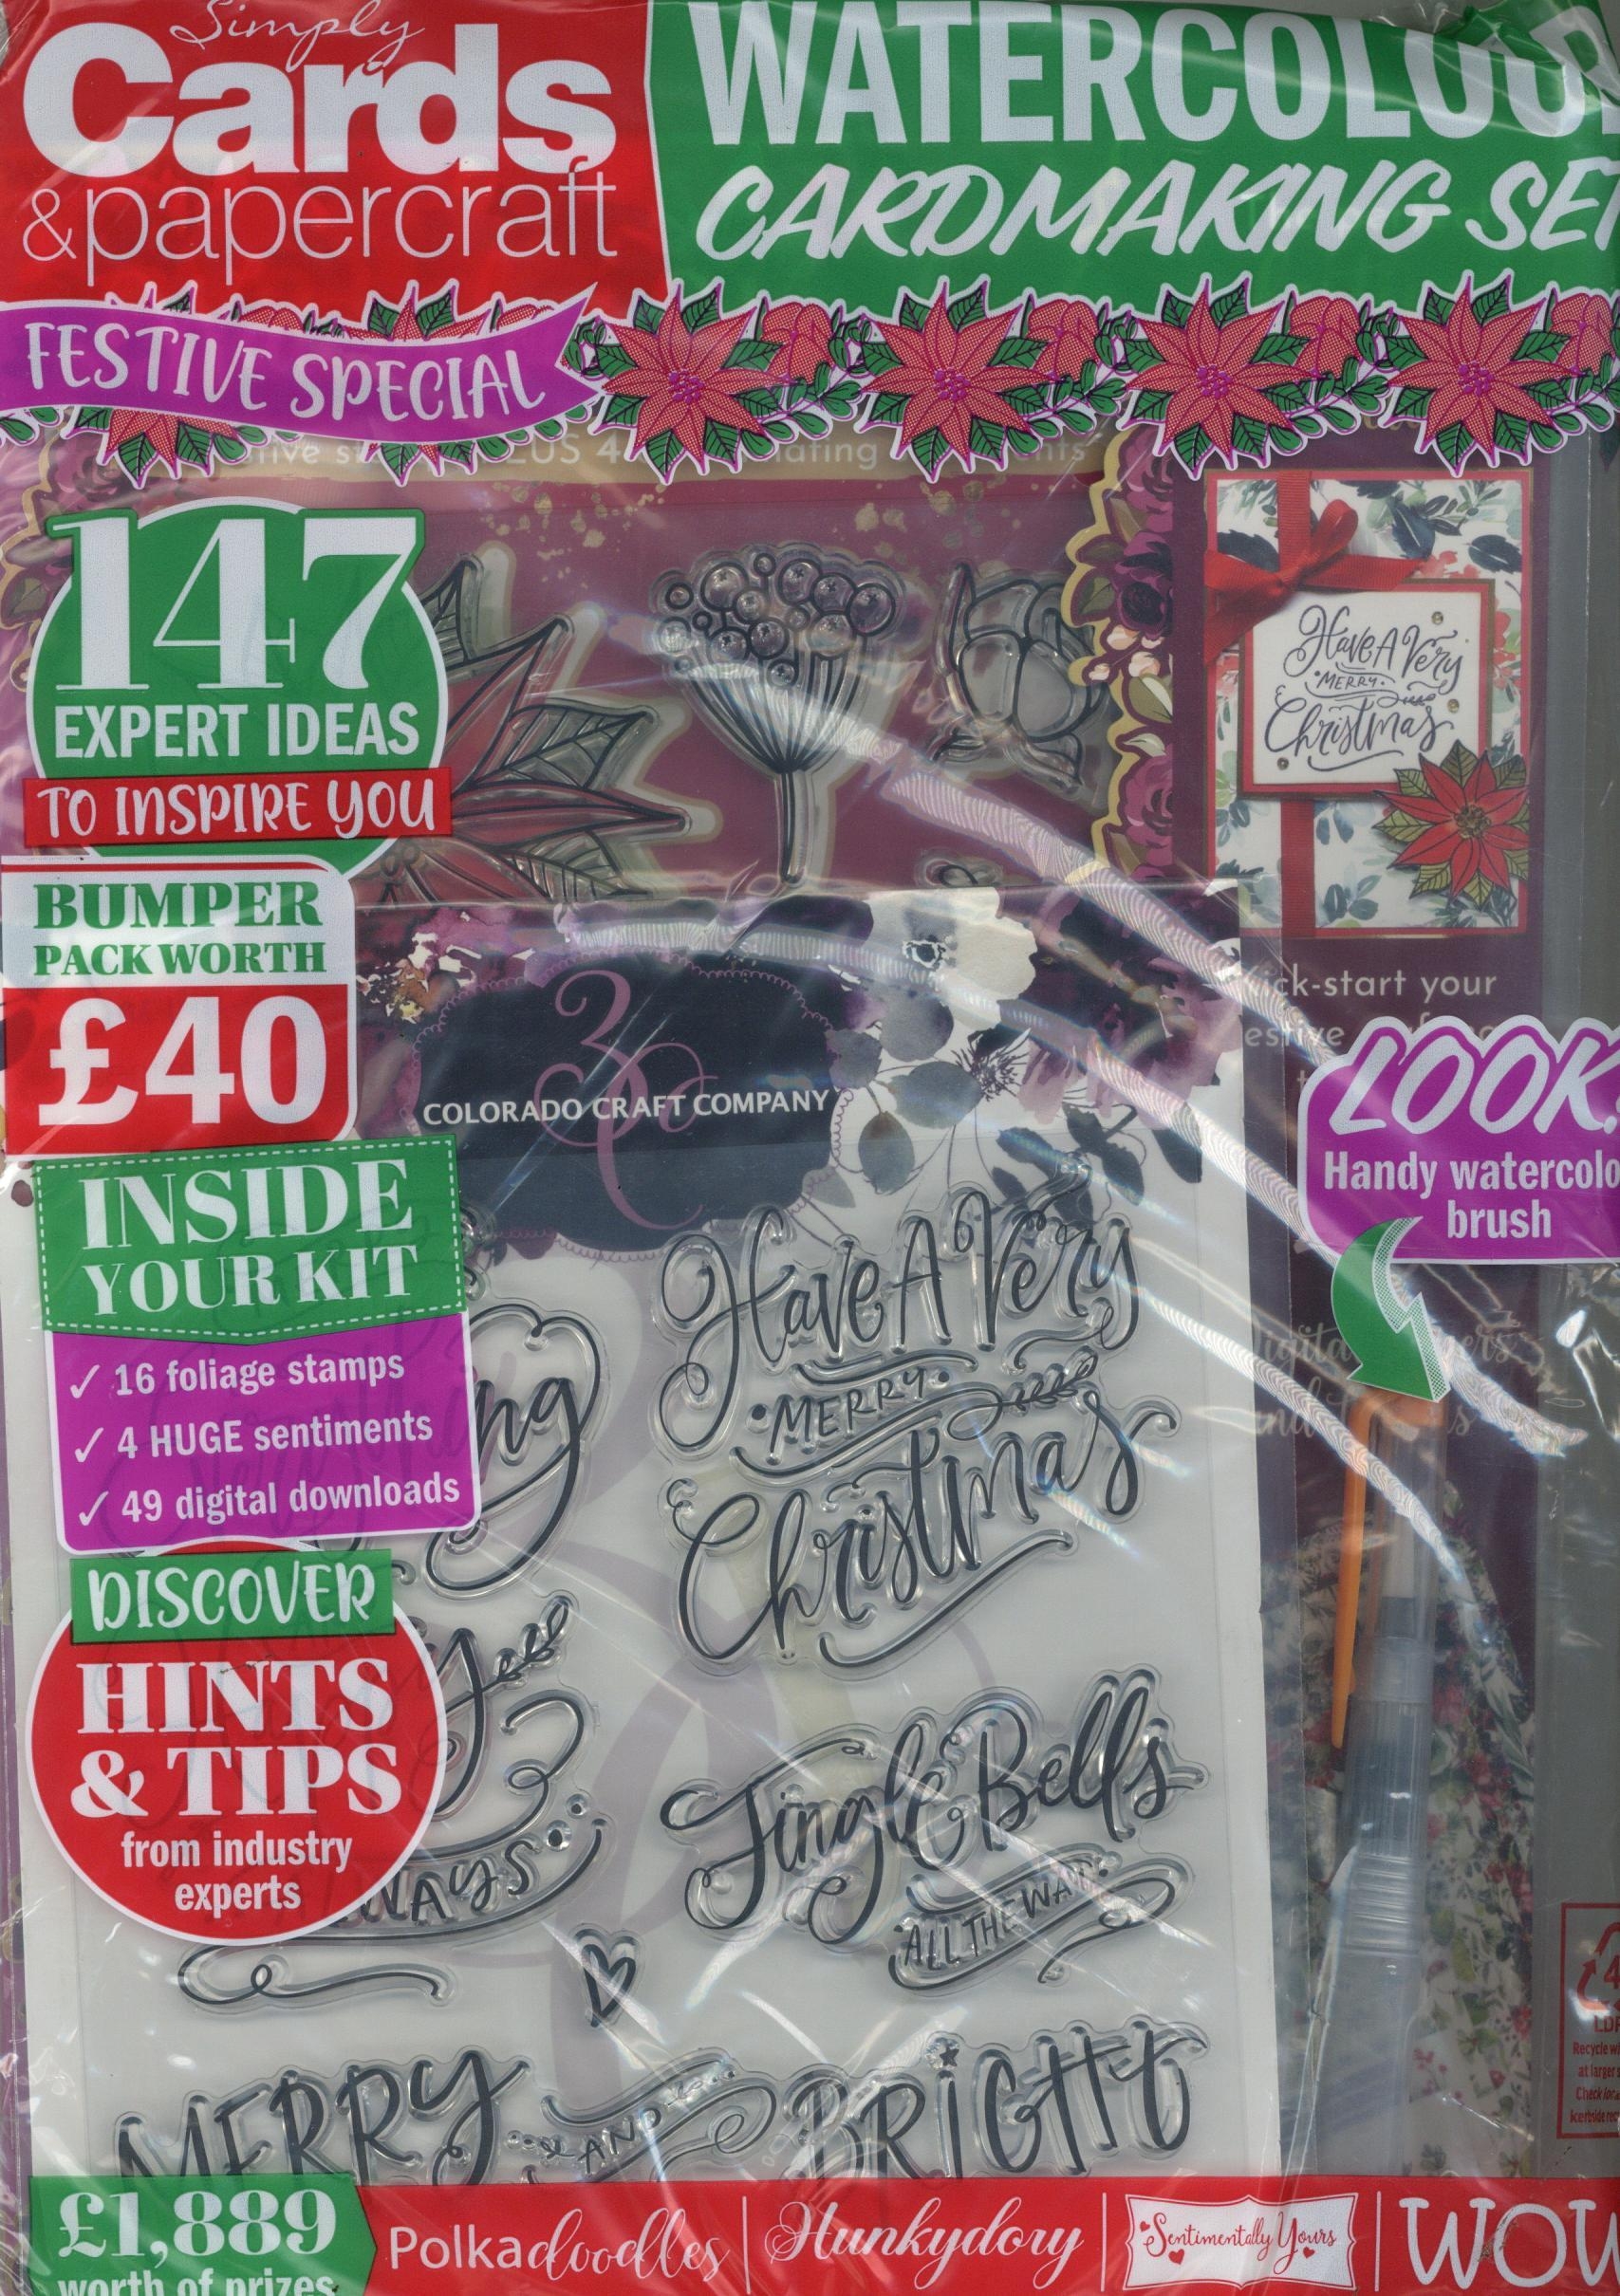 Simply
Cards
&papercraft
WATERCOLOUR
CARDMAKING SET
FESTIVE SPECIAL
147
EXPERT IDEAS
TO INSPIRE YOU
BUMPER
PACK WORTH
£40
Have A Very
MERRY
Christmas
your
COLORADO CRAFT COMPANY
LOOK
Handy
brush
INSIDE
YOUR KIT
✓ 16 foliage stamps
✓ 4 HUGE sentiments
✓ 49 digital downloads
Have A Very
MERRY
Christmas
DISCOVER
HINTS
& TIPS
from industry
experts
Jingle Bells
ALL THE WAY
MERRY AND BRIGHT
£1,889
worth of prizes
Polkadoodles | Hunkydory | Sentimentally Yours | WOW